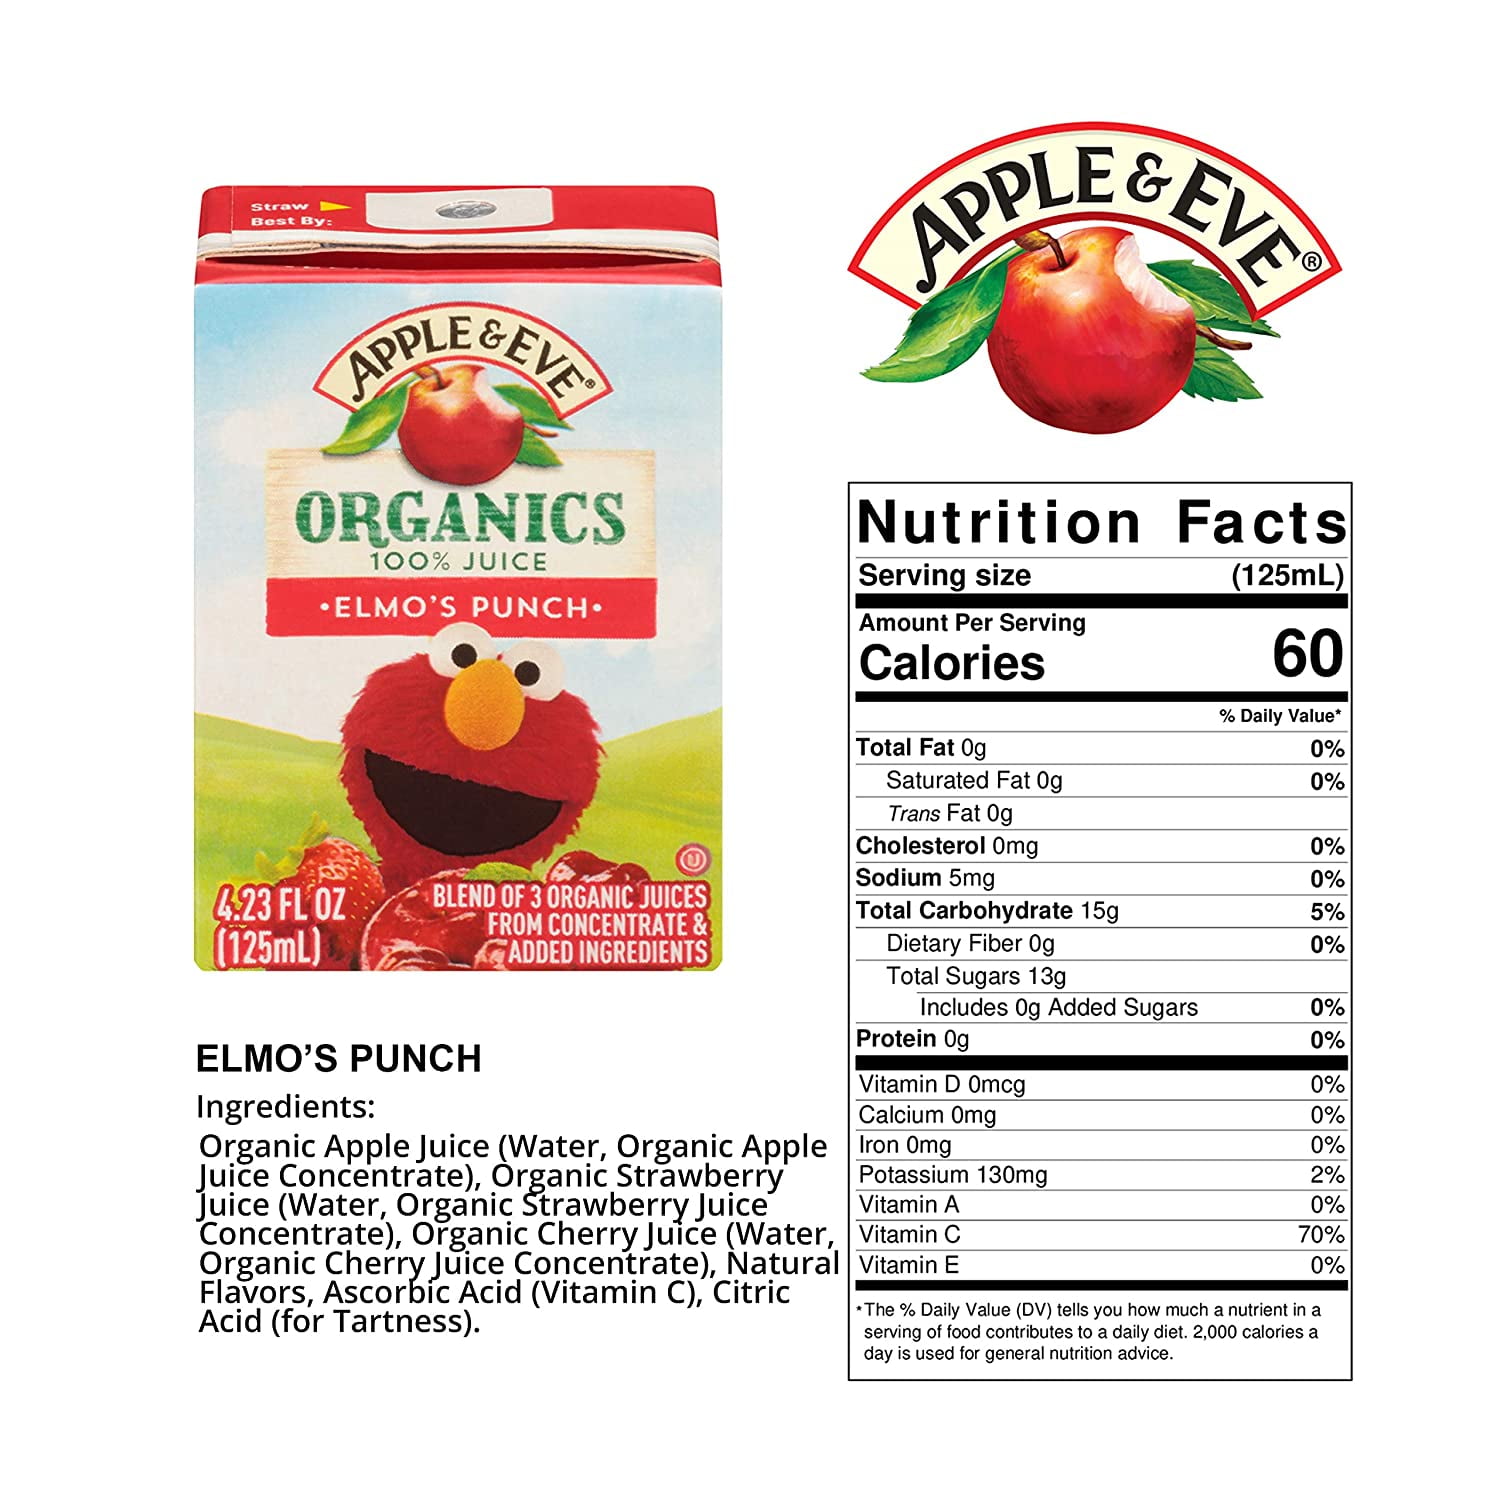 Straw
Best By:
APPLE & EVE®
ORGANICS
100% JUICE
•ELMO'S PUNCH•
U
4.23 FL OZ
(125mL)
BLEND OF 3 ORGANIC JUICES
FROM CONCENTRATE &
ADDED INGREDIENTS
ELMO'S PUNCH
Ingredients:
Organic Apple Juice (Water, Organic Apple
Juice Concentrate), Organic Strawberry
Juice (Water, Organic Strawberry Juice
Concentrate), Organic Cherry Juice (Water,
Organic Cherry Juice Concentrate), Natural
Flavors, Ascorbic Acid (Vitamin C), Citric
Acid (for Tartness).
APPLE & EVE®
Nutrition Facts
Serving size (125mL)
Amount Per Serving
Calories 60
% Daily Value*
Total Fat 0g 0%
Saturated Fat 0g 0%
Trans Fat 0g
Cholesterol 0mg 0%
Sodium 5mg 0%
Total Carbohydrate 15g 5%
Dietary Fiber 0g 0%
Total Sugars 13g
Includes 0g Added Sugars 0%
Protein 0g 0%
Vitamin D 0mcg 0%
Calcium 0mg 0%
Iron 0mg 0%
Potassium 130mg 2%
Vitamin A 0%
Vitamin C 70%
Vitamin E 0%
*The % Daily Value (DV) tells you how much a nutrient in a
serving of food contributes to a daily diet. 2,000 calories a
day is used for general nutrition advice.